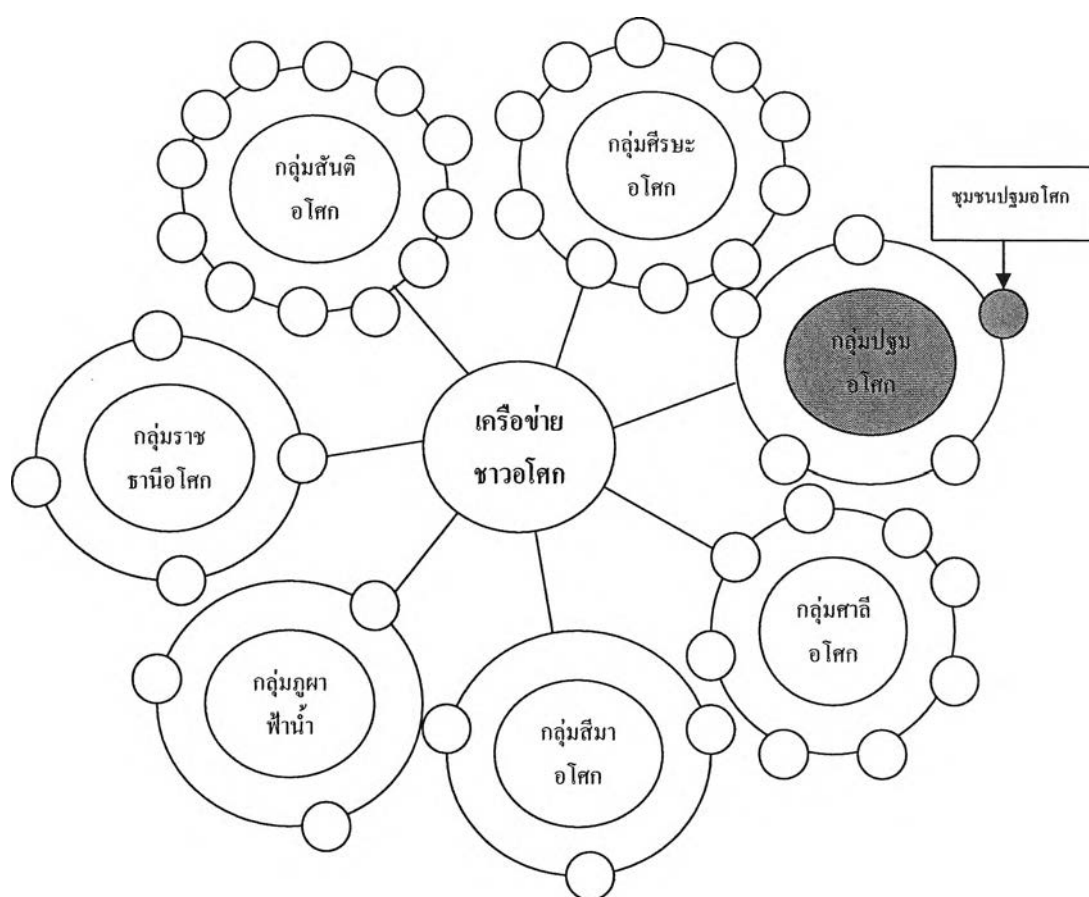 กลุ่มสันติ
อโศก
กลุ่มศีรษะ
อโศก
ชุมชนปฐมอโศก
กลุ่มปฐม
อโศก
เครือข่าย
ชาวอโศก
กลุ่มราช
ธานีอโศก
กลุ่มศาลี
อโศก
กลุ่มภูผา
ฟ้าน้ำ
กลุ่มสีมา
อโศก